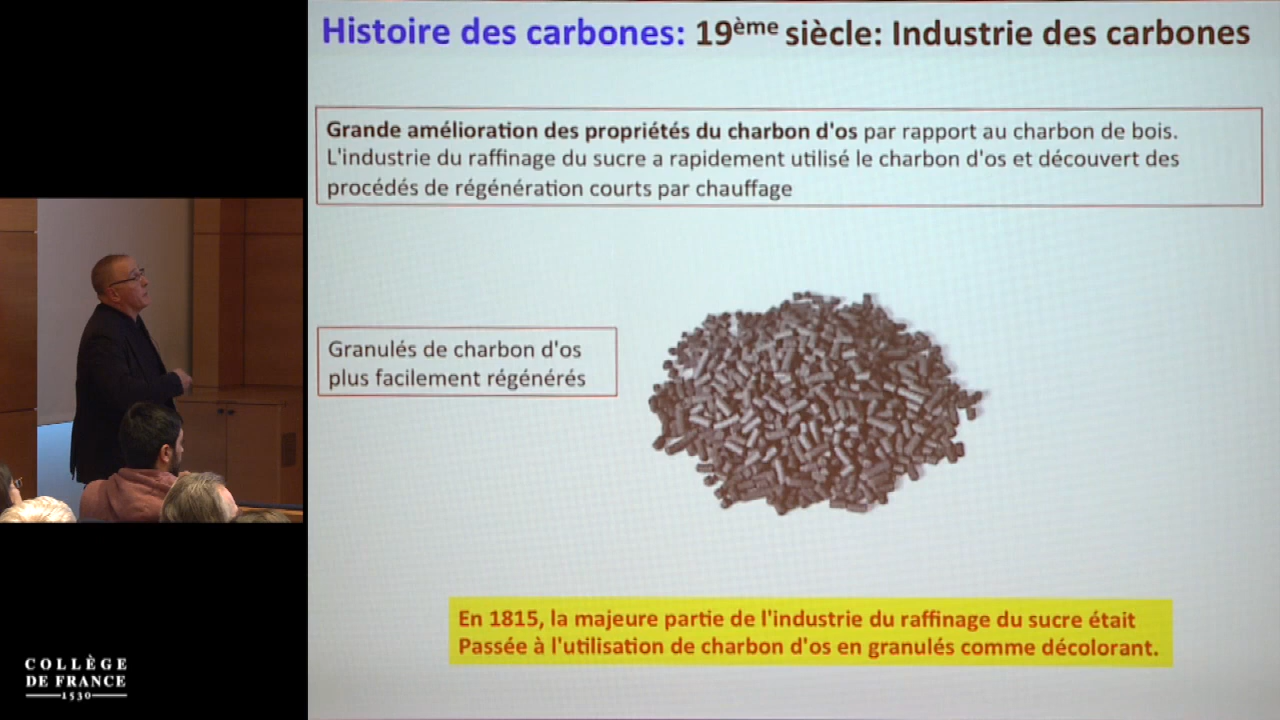 Histoire des carbones: 19ème siècle: Industrie des carbones
Grande amélioration des propriétés du charbon d'os par rapport au charbon de bois.
L'industrie du raffinage du sucre a rapidement utilisé le charbon d'os et découvert des
procédés de régénération courts par chauffage
Granulés de charbon d'os
plus facilement régénérés
En 1815, la majeure partie de l'industrie du raffinage du sucre était
Passée à l'utilisation de charbon d'os en granulés comme décolorant.
COLLÈGE
DE FRANCE
1530